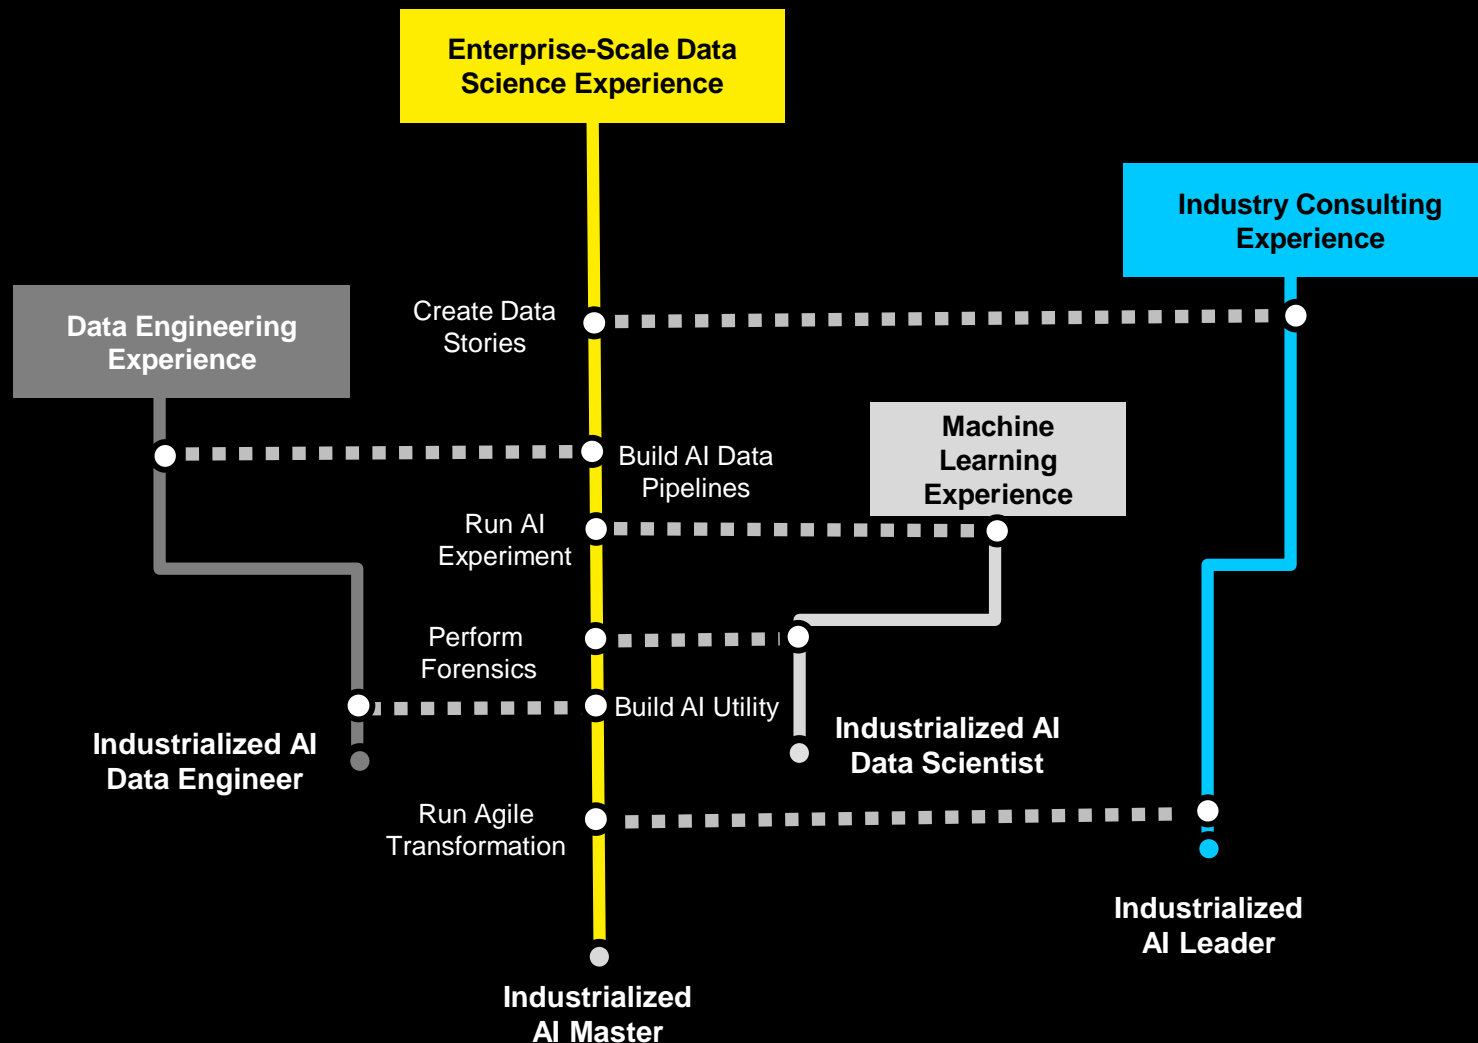 Enterprise-Scale Data
Science Experience
Industry Consulting
Experience
Data Engineering
Experience
Create Data
Stories
Machine
Learning
Experience
Build AI Data
Pipelines
Run AI
Experiment
Perform
Forensics
Build AI Utility
Industrialized AI
Data Engineer
Industrialized AI
Data Scientist
Run Agile
Transformation
Industrialized
AI Leader
Industrialized
AI Master